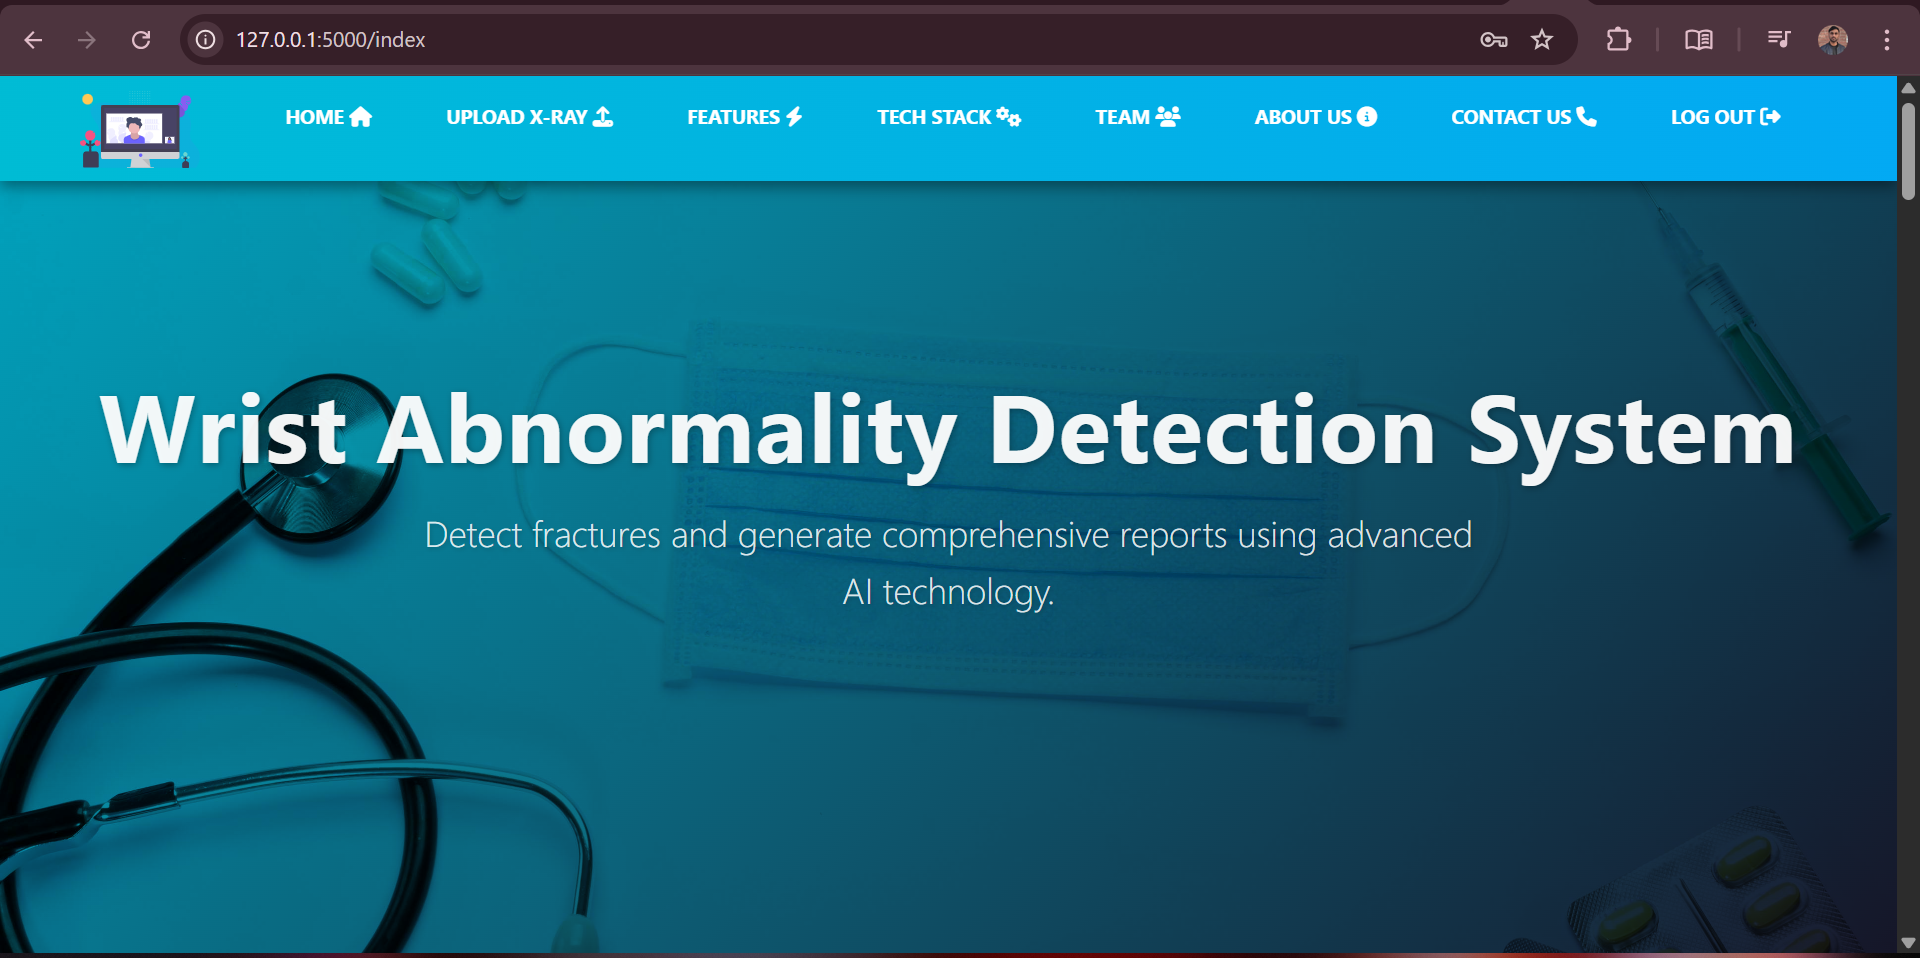 127.0.0.1:5000/index
HOME UPLOAD X-RAY FEATURES TECH STACK TEAM ABOUT US CONTACT US LOG OUT
Wrist Abnormality Detection System
Detect fractures and generate comprehensive reports using advanced
AI technology.